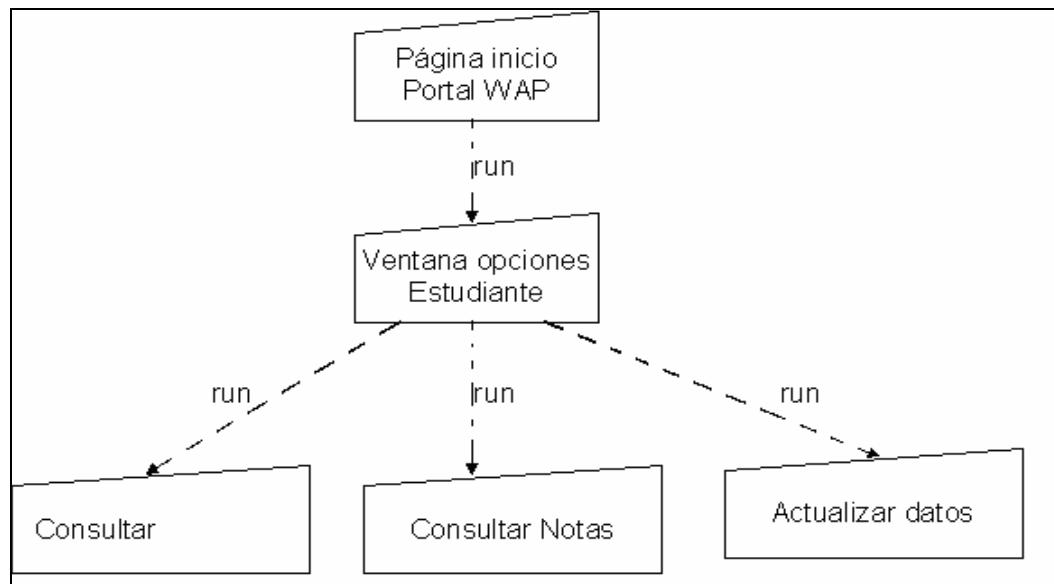 Página inicio
Portal WAP
run
Ventana opciones
Estudiante
run
run
run
Consultar
Consultar Notas
Actualizar datos